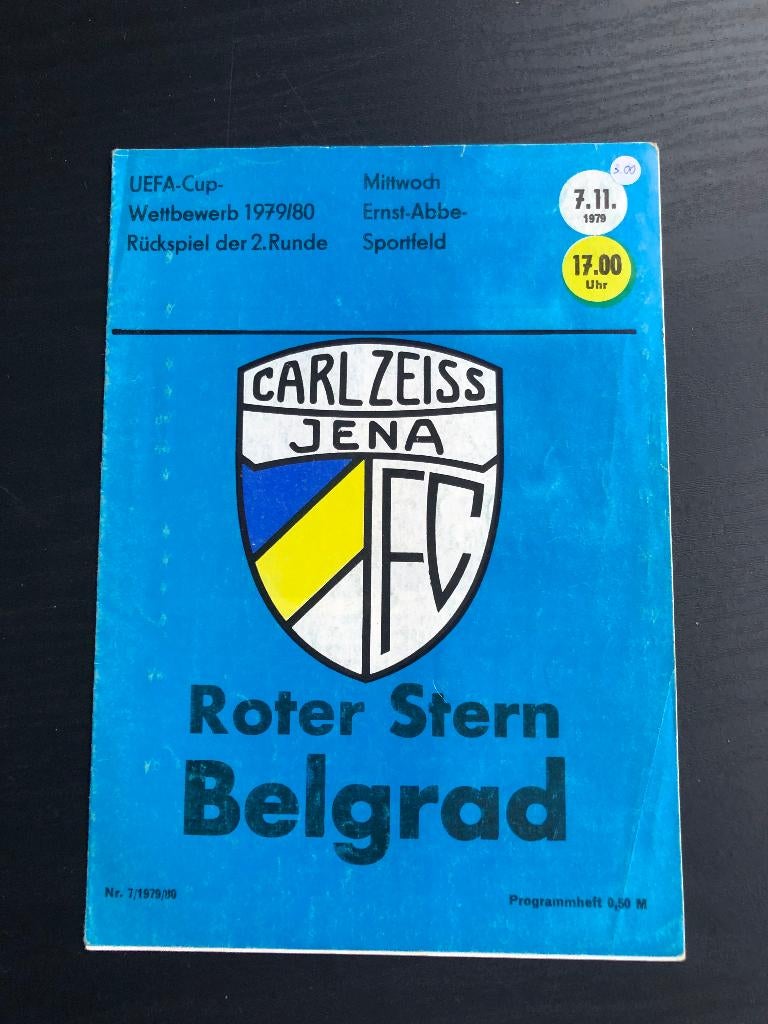 UEFA-Cup-
Wettbewerb 1979/80
Rückspiel der 2.Runde
Mittwoch
Ernst-Abbe-
Sportfeld
3.00
7.11.
1979
17.00
Uhr
CARL ZEISS
JENA
FC
Roter Stern
Belgrad
Nr. 7/1979/80
Programmheft 0,50 M